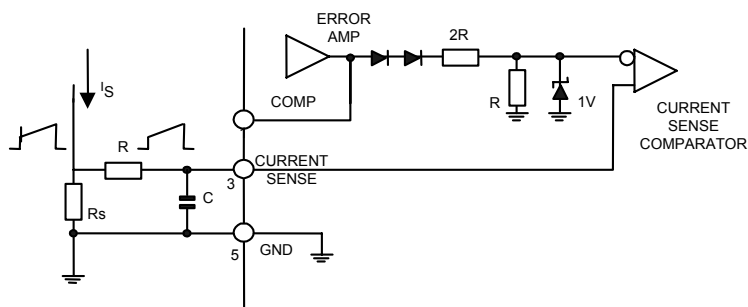 ERROR
AMP
2R
IS
COMP
R
1V
CURRENT
SENSE
COMPARATOR
R
CURRENT
SENSE
3
C
Rs
5
GND